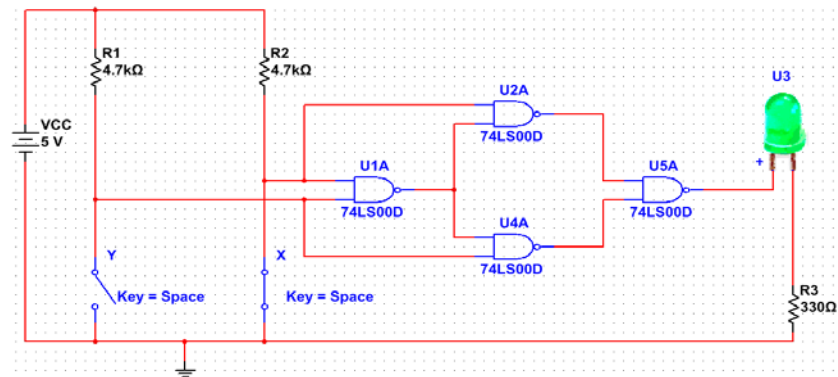 R1
4.7kΩ
R2
4.7kΩ
U3
U2A
74LS00D
VCC
5 V
+
U1A
74LS00D
U5A
74LS00D
U4A
74LS00D
Y
X
Key = Space
Key = Space
R3
330Ω